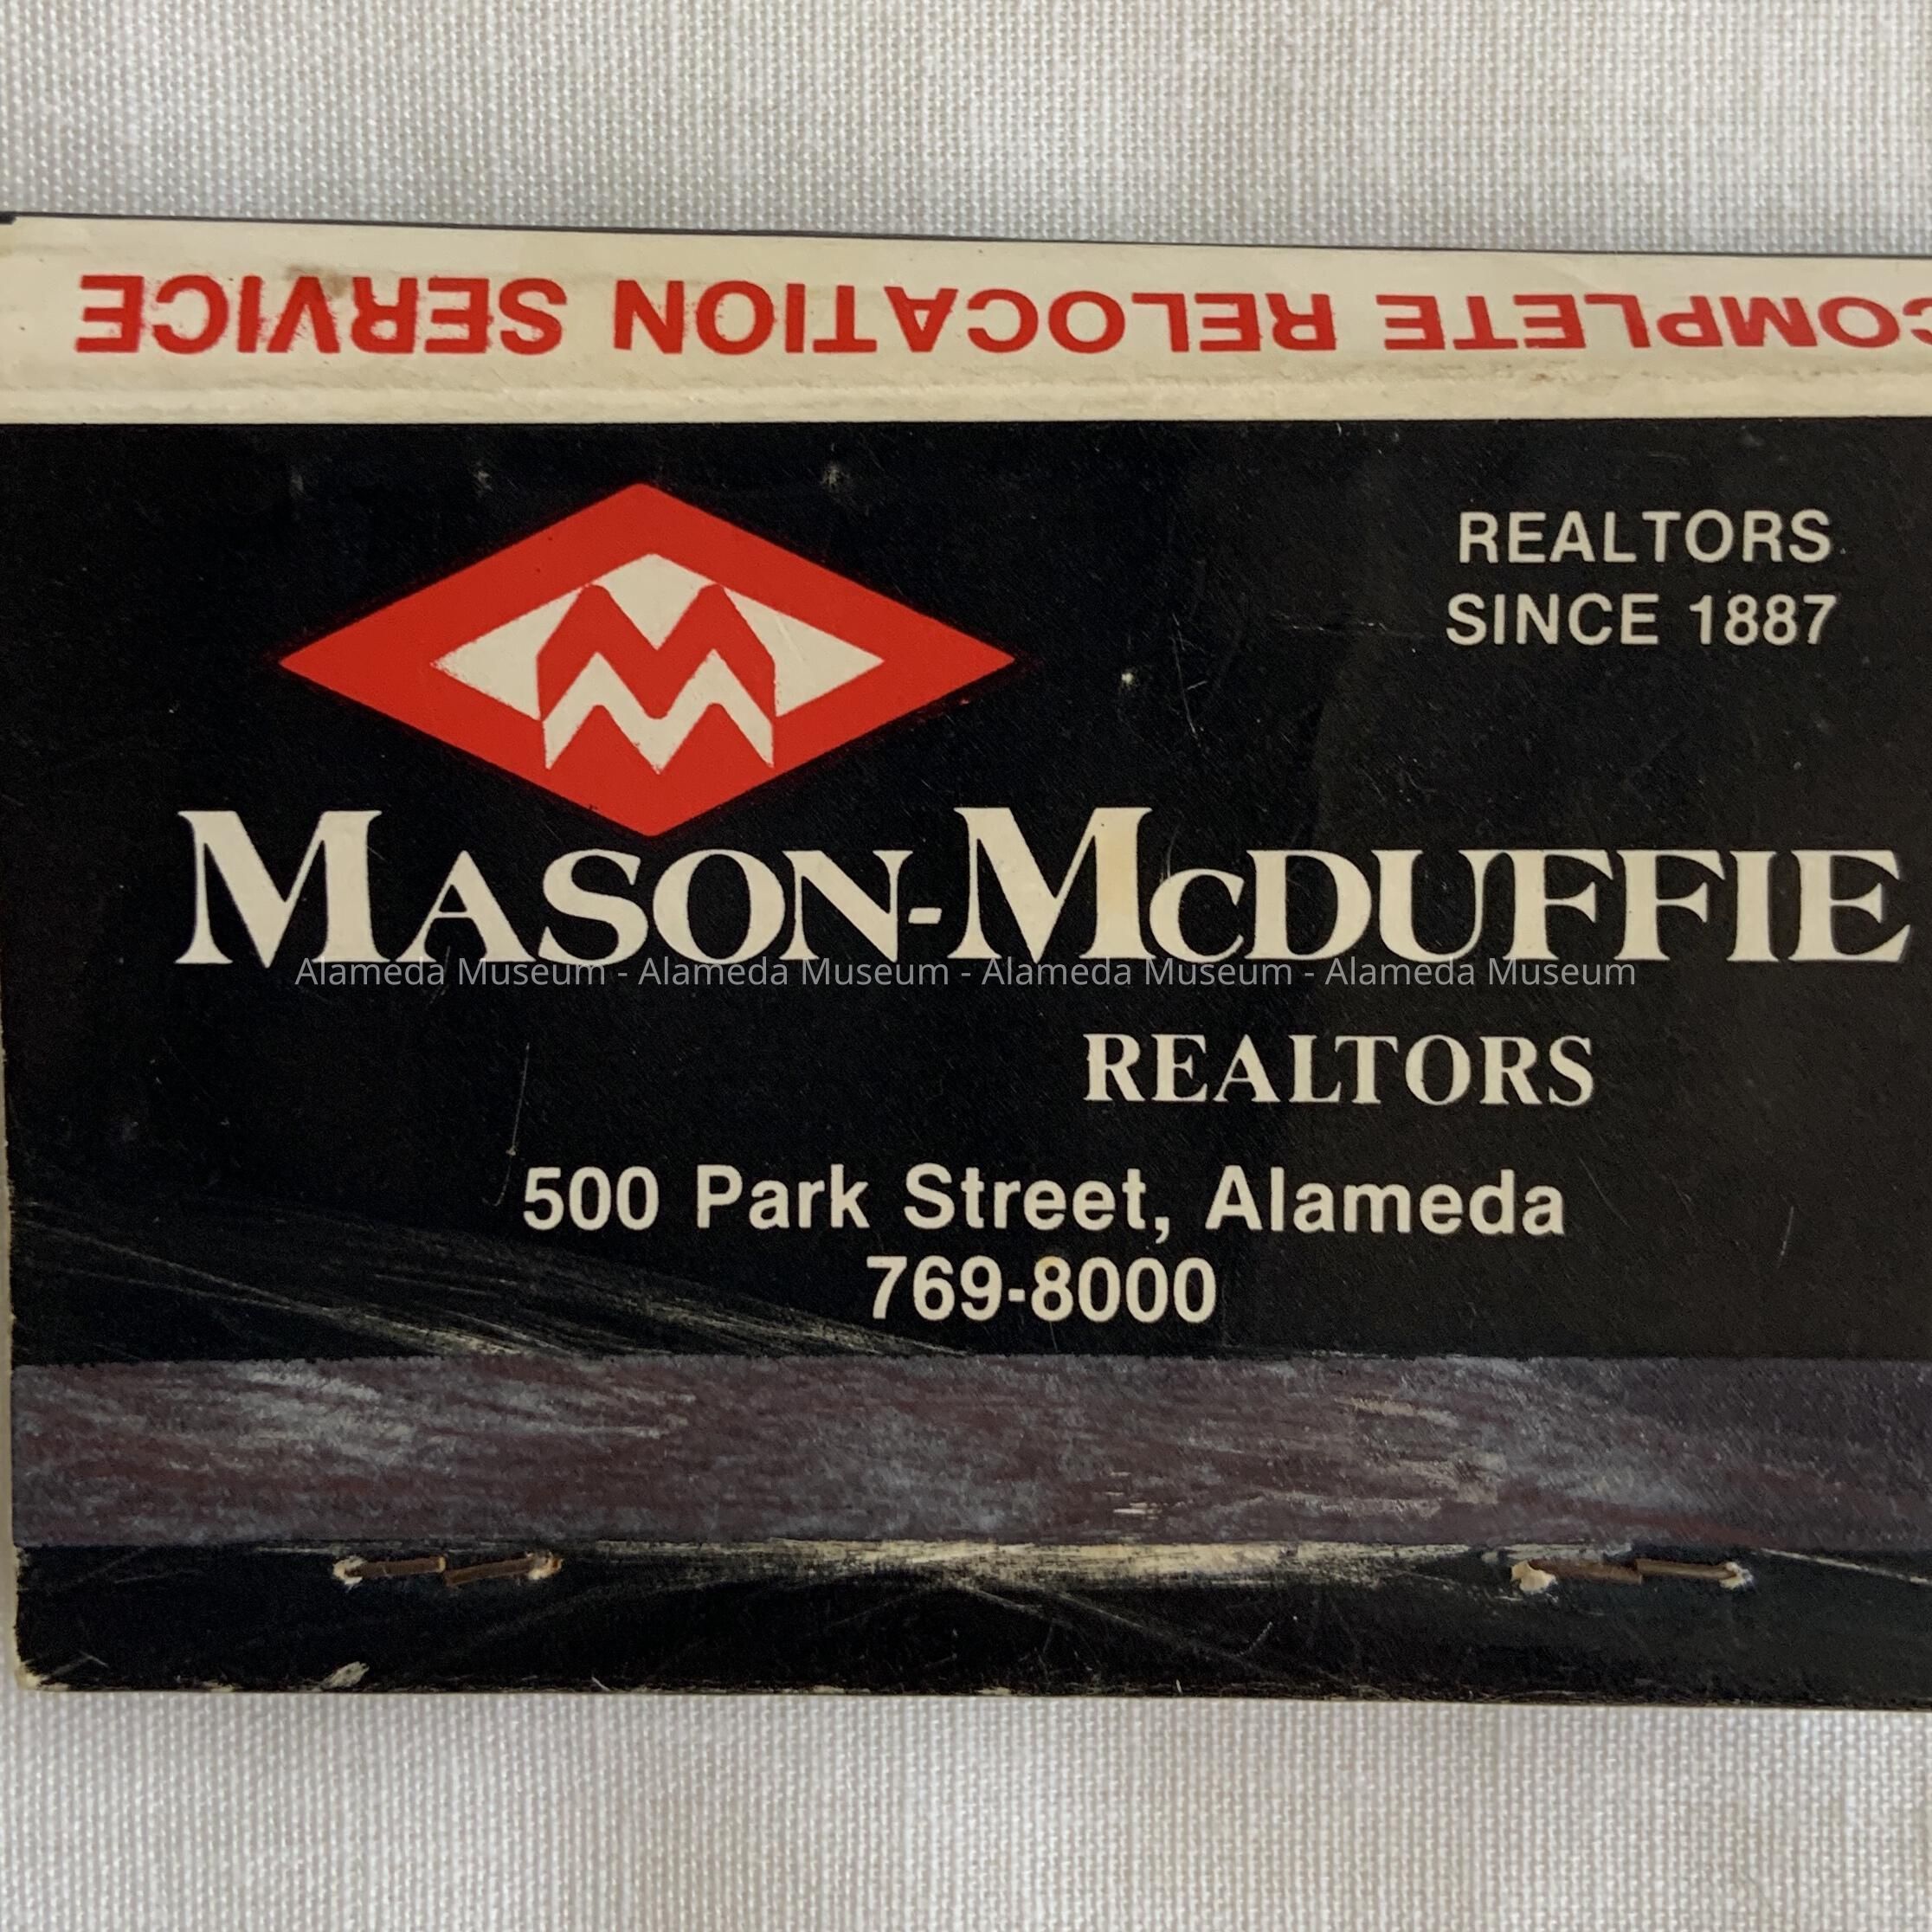 COMPLETE RELOCATION SERVICE
REALTORS
SINCE 1887
MASON-MCDUFFIE
Alameda Museum - Alameda Museum - Alameda Museum - Alameda Museum
REALTORS
500 Park Street, Alameda
769-8000